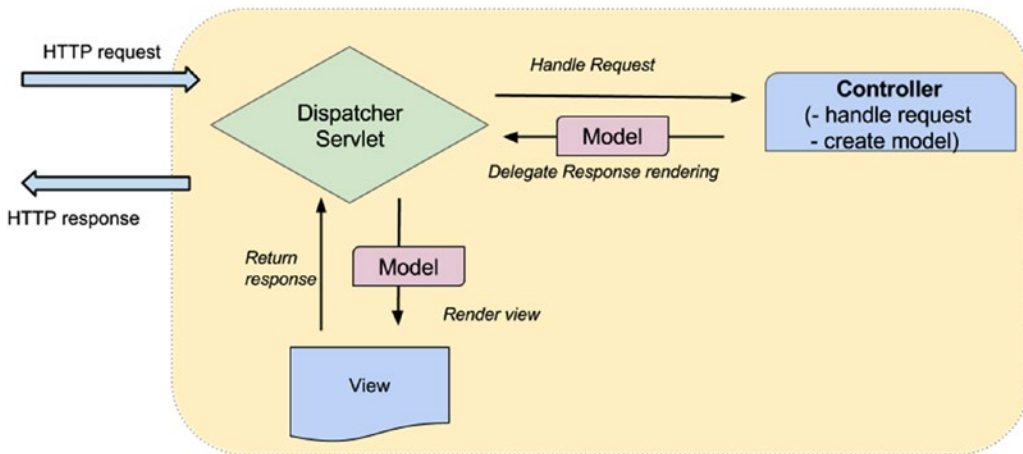 HTTP request
HTTP response
Dispatcher
Servlet
Handle Request
Model
Delegate Response rendering
Controller
(- handle request
- create model)
Return
response
Model
Render view
View